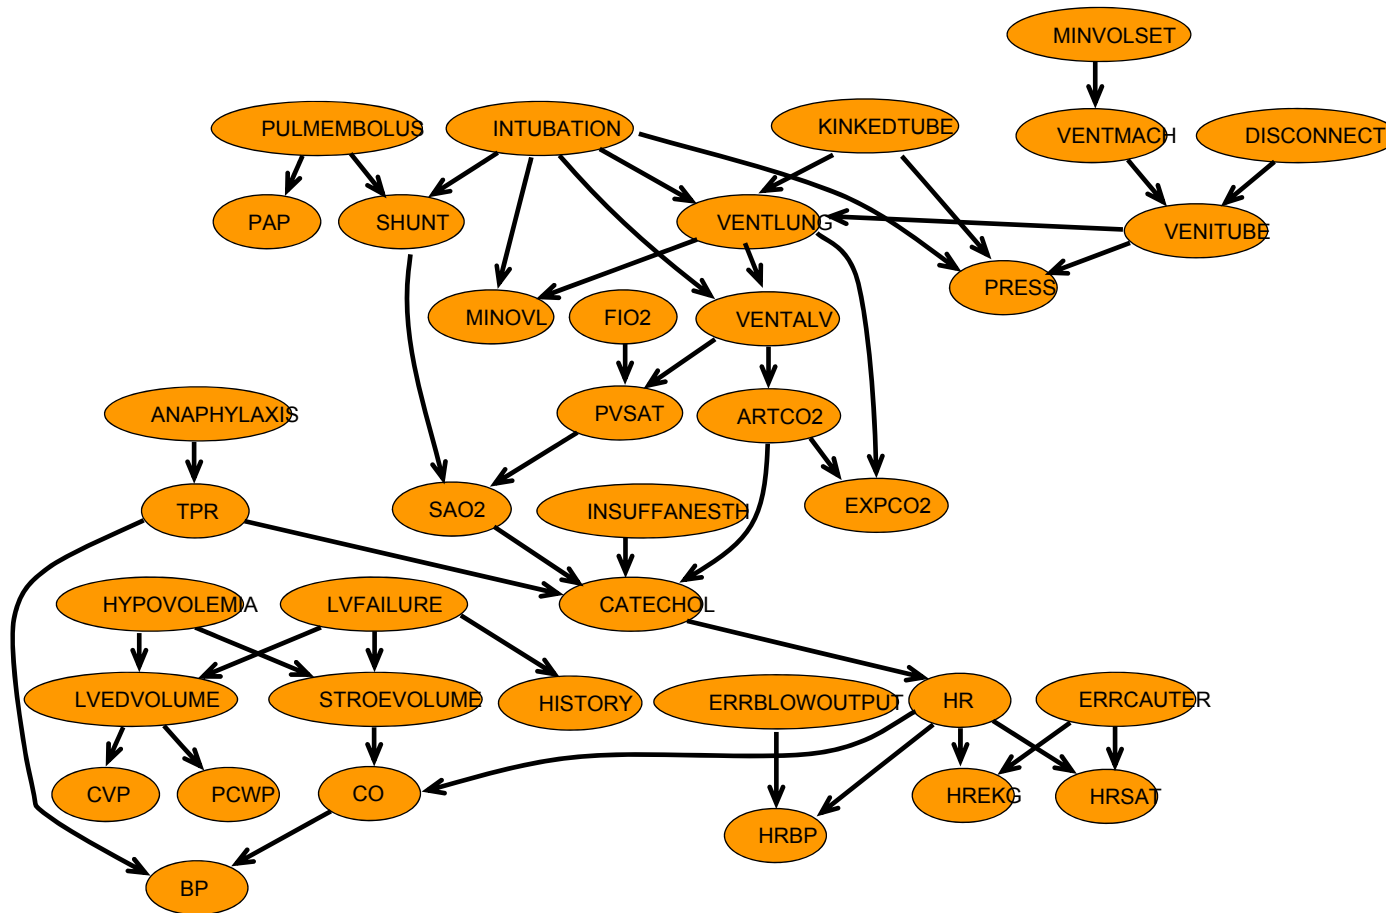 MINVOLSET
PULMEMBOLUS
INTUBATION
KINKEDTUBE
VENTMACH
DISCONNECT
PAP
SHUNT
VENTLUNG
VENITUBE
PRESS
MINOVL
FIO2
VENTALV
ANAPHYLAXIS
PVSAT
ARTCO2
TPR
SAO2
INSUFFANESTH
EXPCO2
HYPOVOLEMIA
LVFAILURE
CATECHOL
LVEDVOLUME
STROEVOLUME
HISTORY
ERRBLOWOUTPUT
HR
ERRCAUTER
CVP
PCWP
CO
HREKG
HRSAT
HRBP
BP